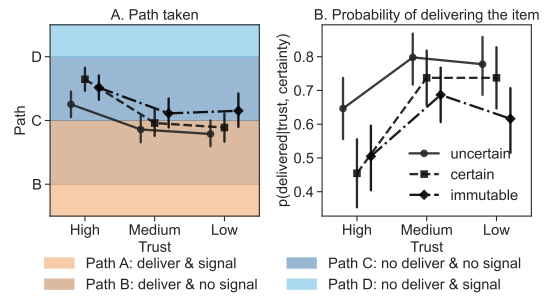 A. Path taken
D
C
B
Path
High
Medium
Low
Trust
B. Probability of delivering the item
0.8
0.7
0.6
0.5
0.4
p(delivered|trust, certainty)
uncertain
certain
immutable
High
Medium
Low
Trust
Path A: deliver & signal
Path B: deliver & no signal
Path C: no deliver & no signal
Path D: no deliver & signal